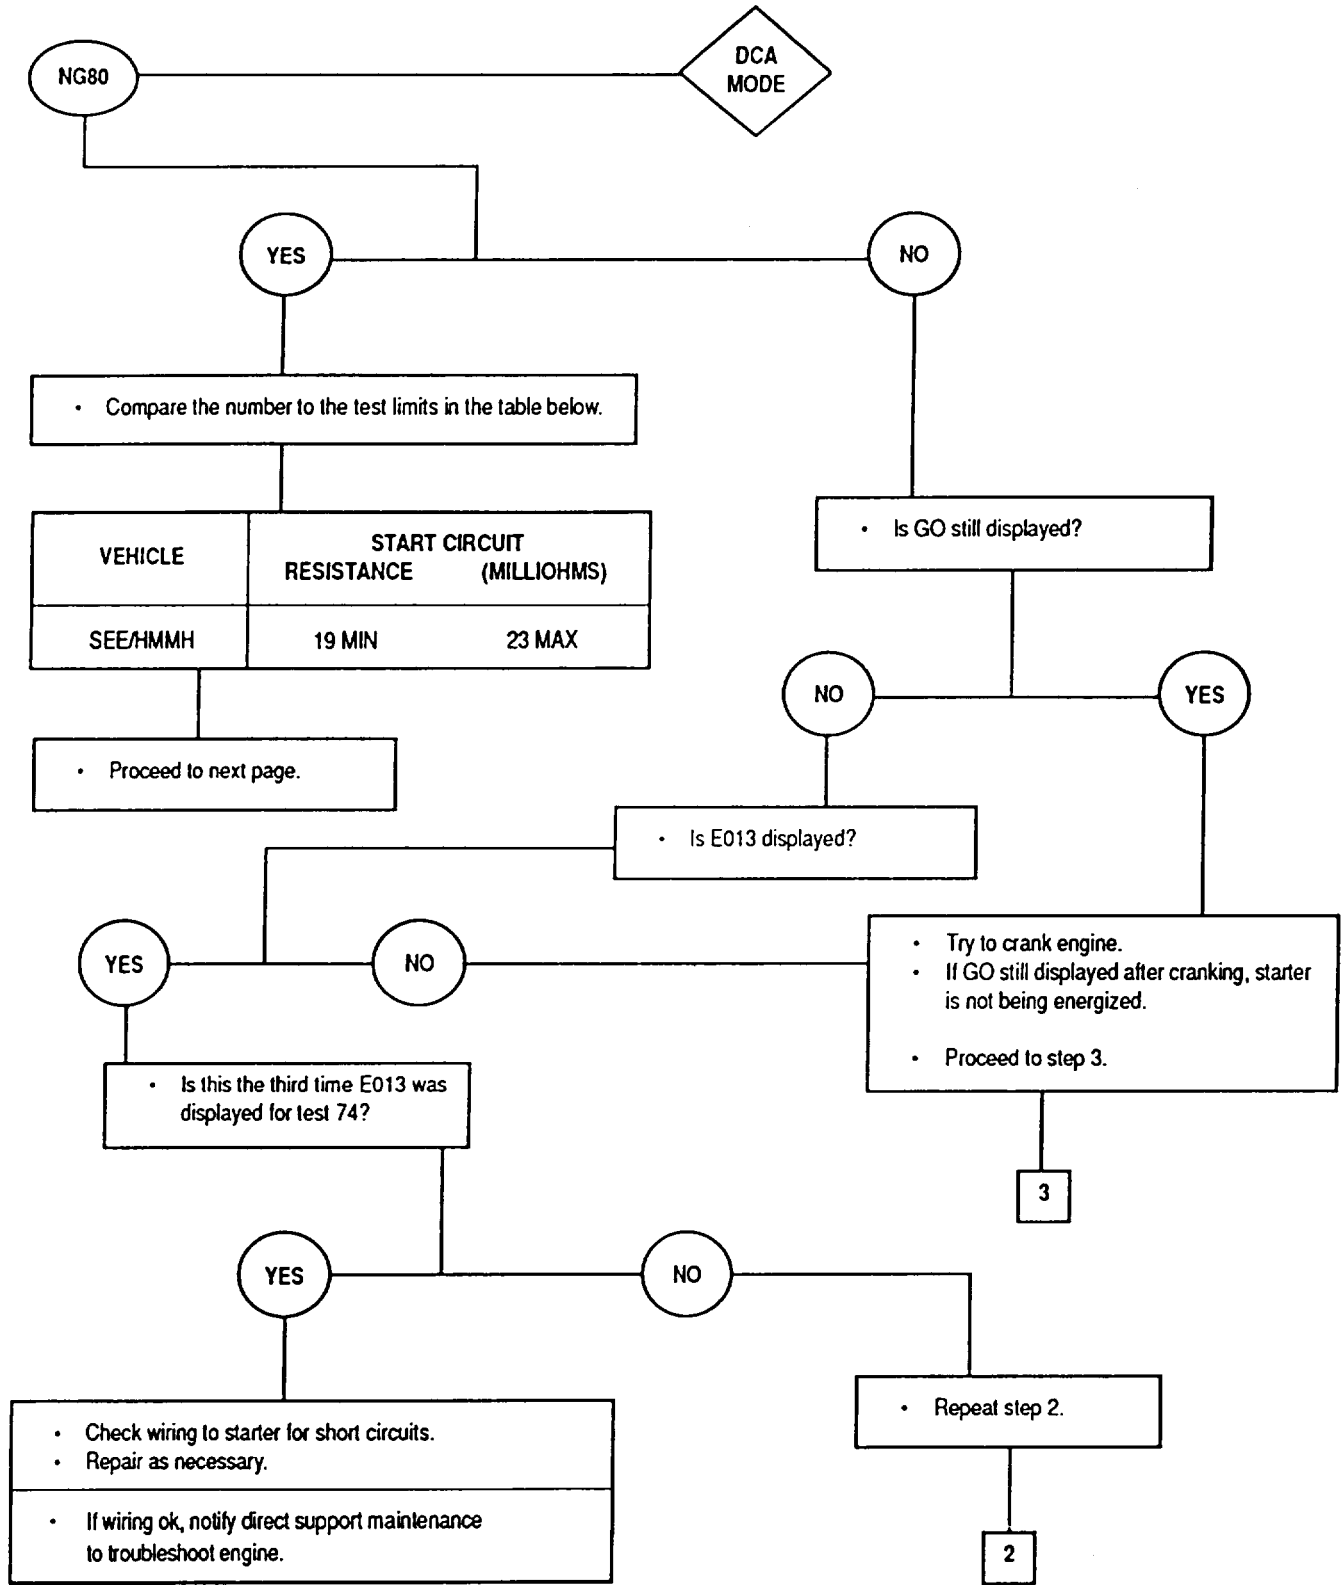 NG80
DCA
MODE
YES
NO
• Compare the number to the test limits in the table below.
VEHICLE
START CIRCUIT
RESISTANCE (MILLIOHMS)
SEE/HMMH 19 MIN 23 MAX
• Proceed to next page.
• Is GO still displayed?
NO
YES
• Is E013 displayed?
YES
NO
• Try to crank engine.
• If GO still displayed after cranking, starter
is not being energized.
• Proceed to step 3.
3
• Is this the third time E013 was
displayed for test 74?
YES
NO
• Check wiring to starter for short circuits.
• Repair as necessary.
• If wiring ok, notify direct support maintenance
to troubleshoot engine.
• Repeat step 2.
2